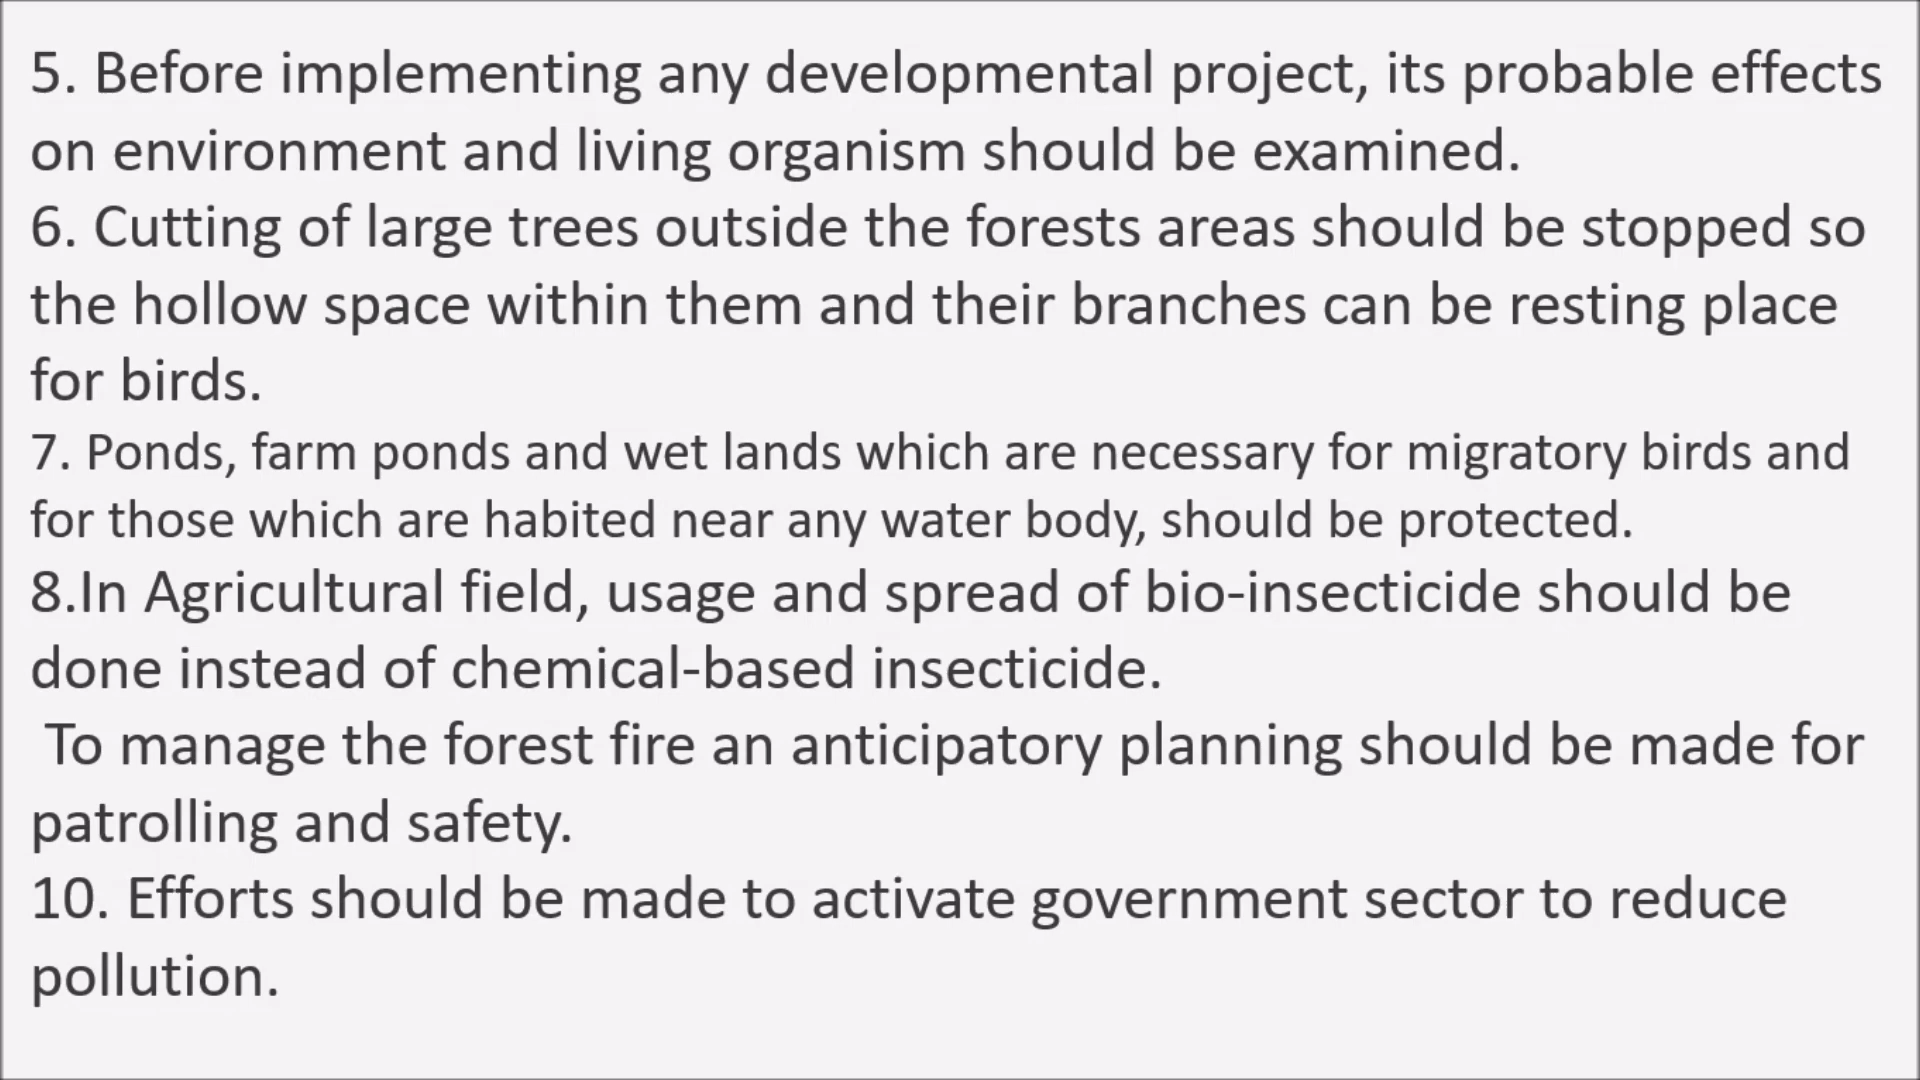 5. Before implementing any developmental project, its probable effects
on environment and living organism should be examined.
6. Cutting of large trees outside the forests areas should be stopped so
the hollow space within them and their branches can be resting place
for birds.
7. Ponds, farm ponds and wet lands which are necessary for migratory birds and
for those which are habited near any water body, should be protected.
8.In Agricultural field, usage and spread of bio-insecticide should be
done instead of chemical-based insecticide.
To manage the forest fire an anticipatory planning should be made for
patrolling and safety.
10. Efforts should be made to activate government sector to reduce
pollution.